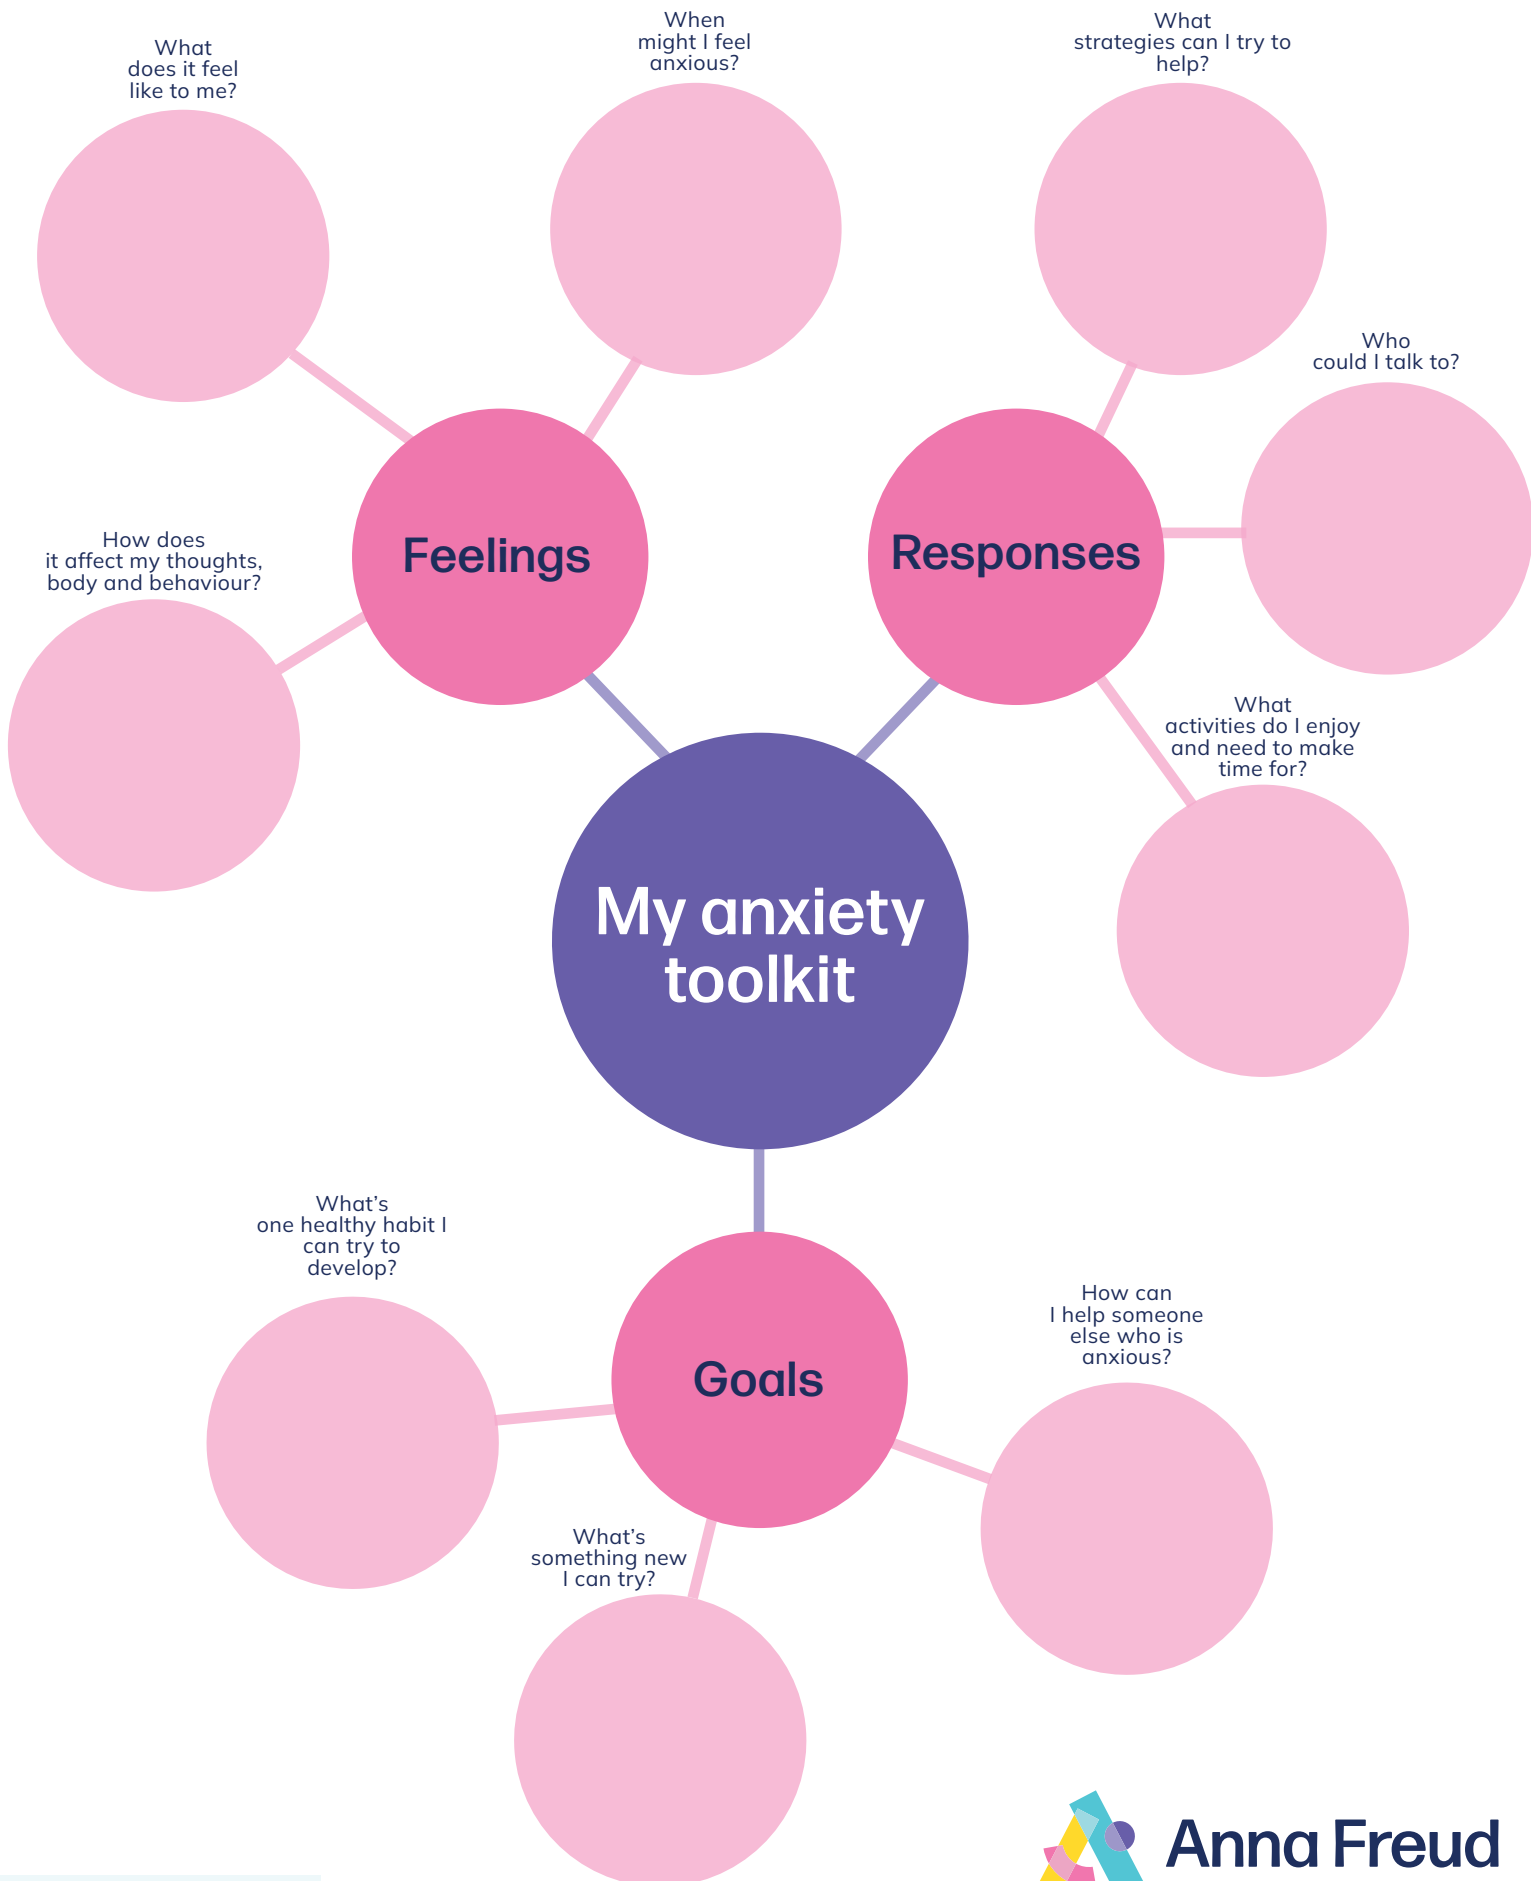 What
does it feel
like to me?
When
might I feel
anxious?
What
strategies can I try to
help?
Who
could I talk to?
Feelings
Responses
How does
it affect my thoughts,
body and behaviour?
What
activities do I enjoy
and need to make
time for?
My anxiety
toolkit
What’s
one healthy habit I
can try to
develop?
How can
I help someone
else who is
anxious?
Goals
What’s
something new
I can try?
Anna Freud